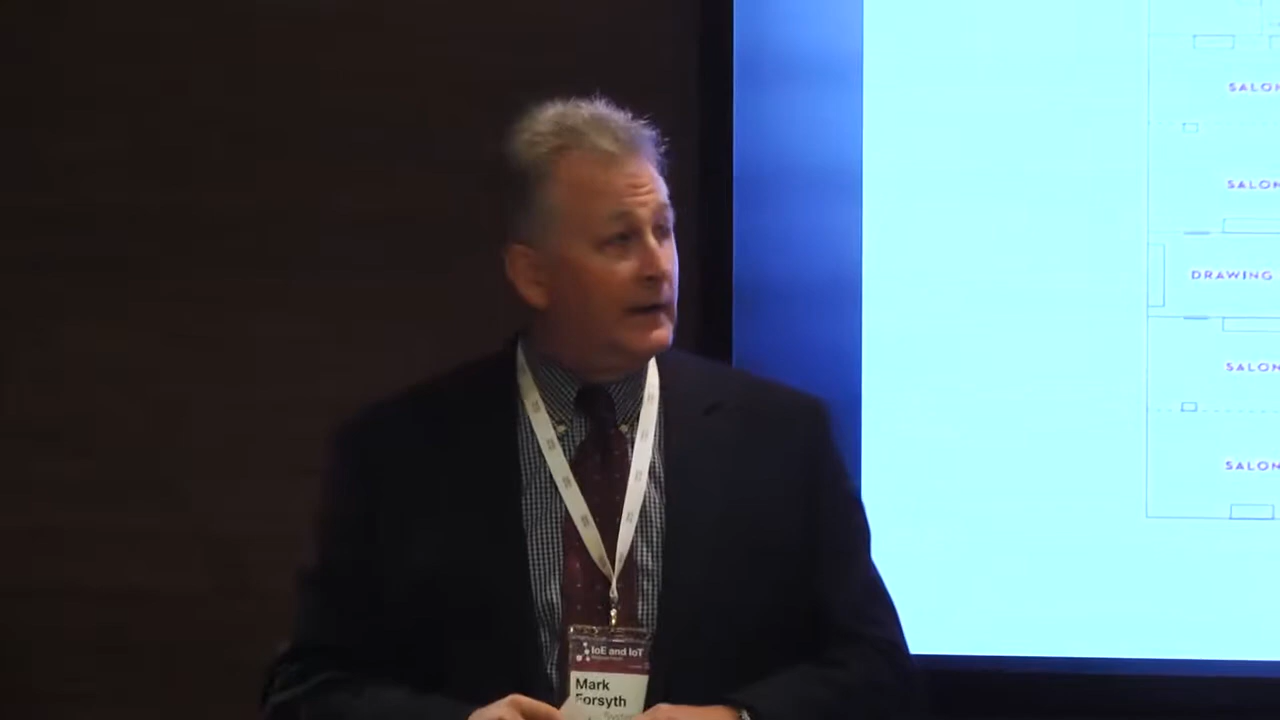 SALON
SALON
DRAWING
SALON
SALON
IoE and IoT
Mark
Forsyth